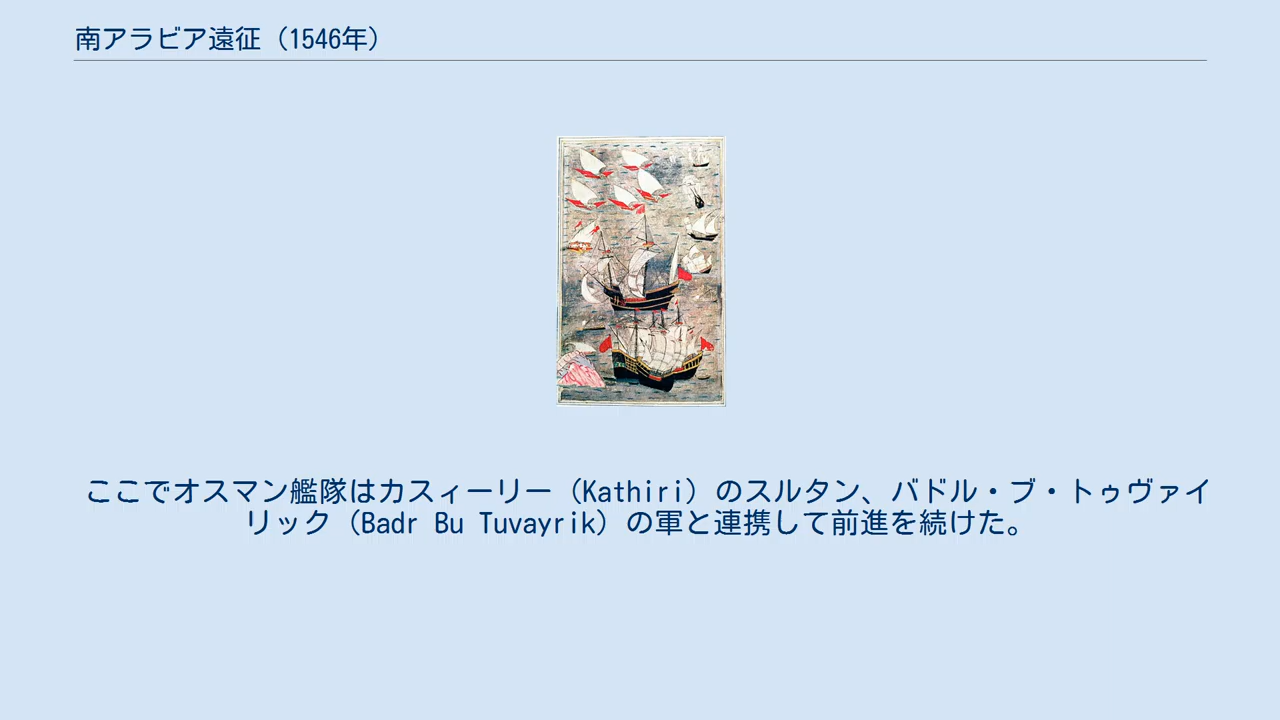 南アラビア遠征（1546年）
ここでオスマン艦隊はカスィーリー（Kathiri）のスルタン、バドル・ブ・トゥヴァイ
リック（Badr Bu Tuvayrik）の軍と連携して前進を続けた。